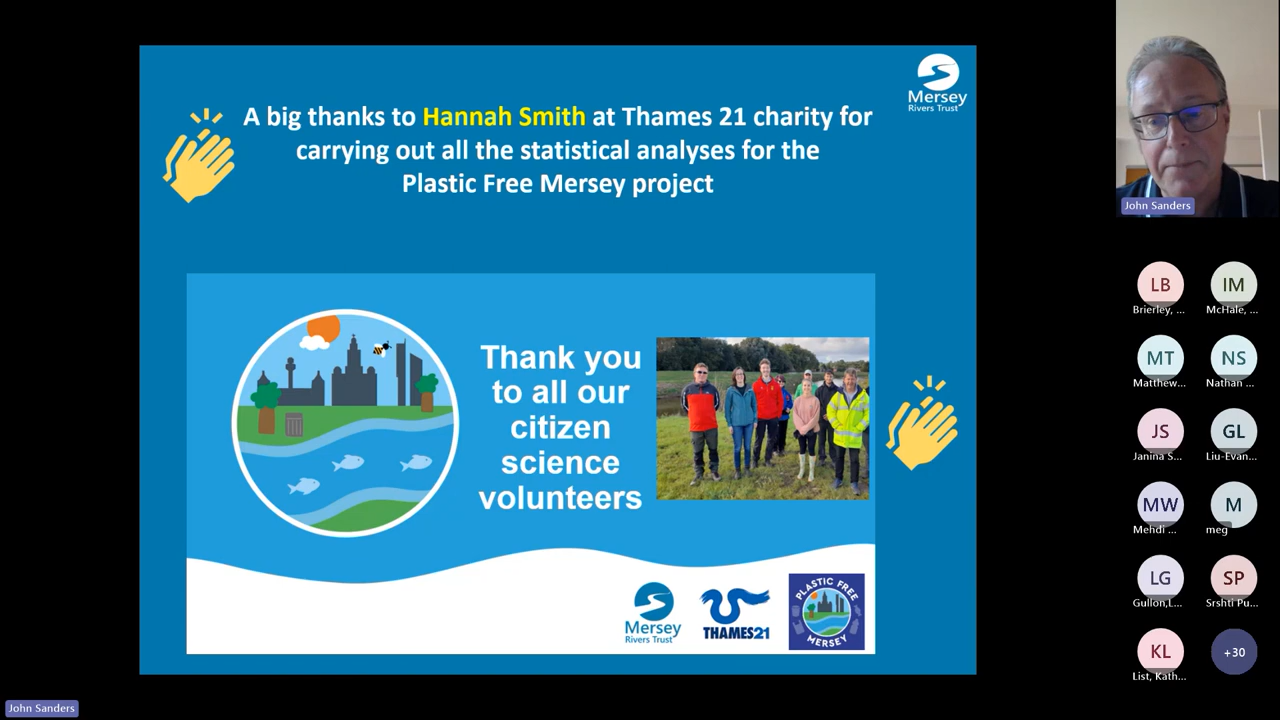 A big thanks to Hannah Smith at Thames 21 charity for
carrying out all the statistical analyses for the
Plastic Free Mersey project
Mersey
Rivers Trust
Thank you
to all our
citizen
science
volunteers
Mersey
Rivers Trust
THAMES21
PLASTIC FREE
MERSEY
John Sanders
LB
Brierley, ...
IM
McHale, ...
MT
Matthew...
NS
Nathan ...
JS
Janina S...
GL
Liu-Evan...
MW
Mehdi ...
M
meg
LG
Gullon,L...
SP
Srshti Pu...
KL
List, Kath...
+30
John Sanders